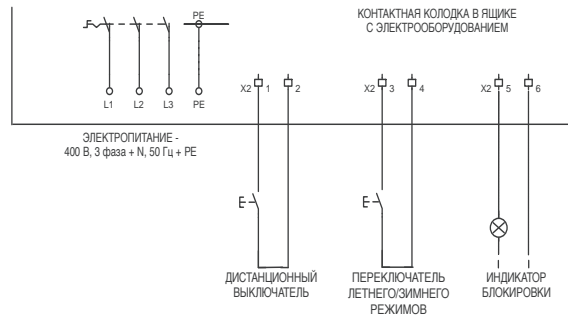 PE
КОНТАКТНАЯ КОЛОДКА В ЯЩИКЕ
С ЭЛЕКТРООБОРУДОВАНИЕМ
L1 L2 L3 PE
X2 1 2
X2 3 4
X2 5 6
ЭЛЕКТРОПИТАНИЕ -
400 В, 3 фаза + N, 50 Гц + PE
ДИСТАНЦИОННЫЙ
ВЫКЛЮЧАТЕЛЬ
ПЕРЕКЛЮЧАТЕЛЬ
ЛЕТНЕГО/ЗИМНЕГО
РЕЖИМОВ
ИНДИКАТОР
БЛОКИРОВКИ